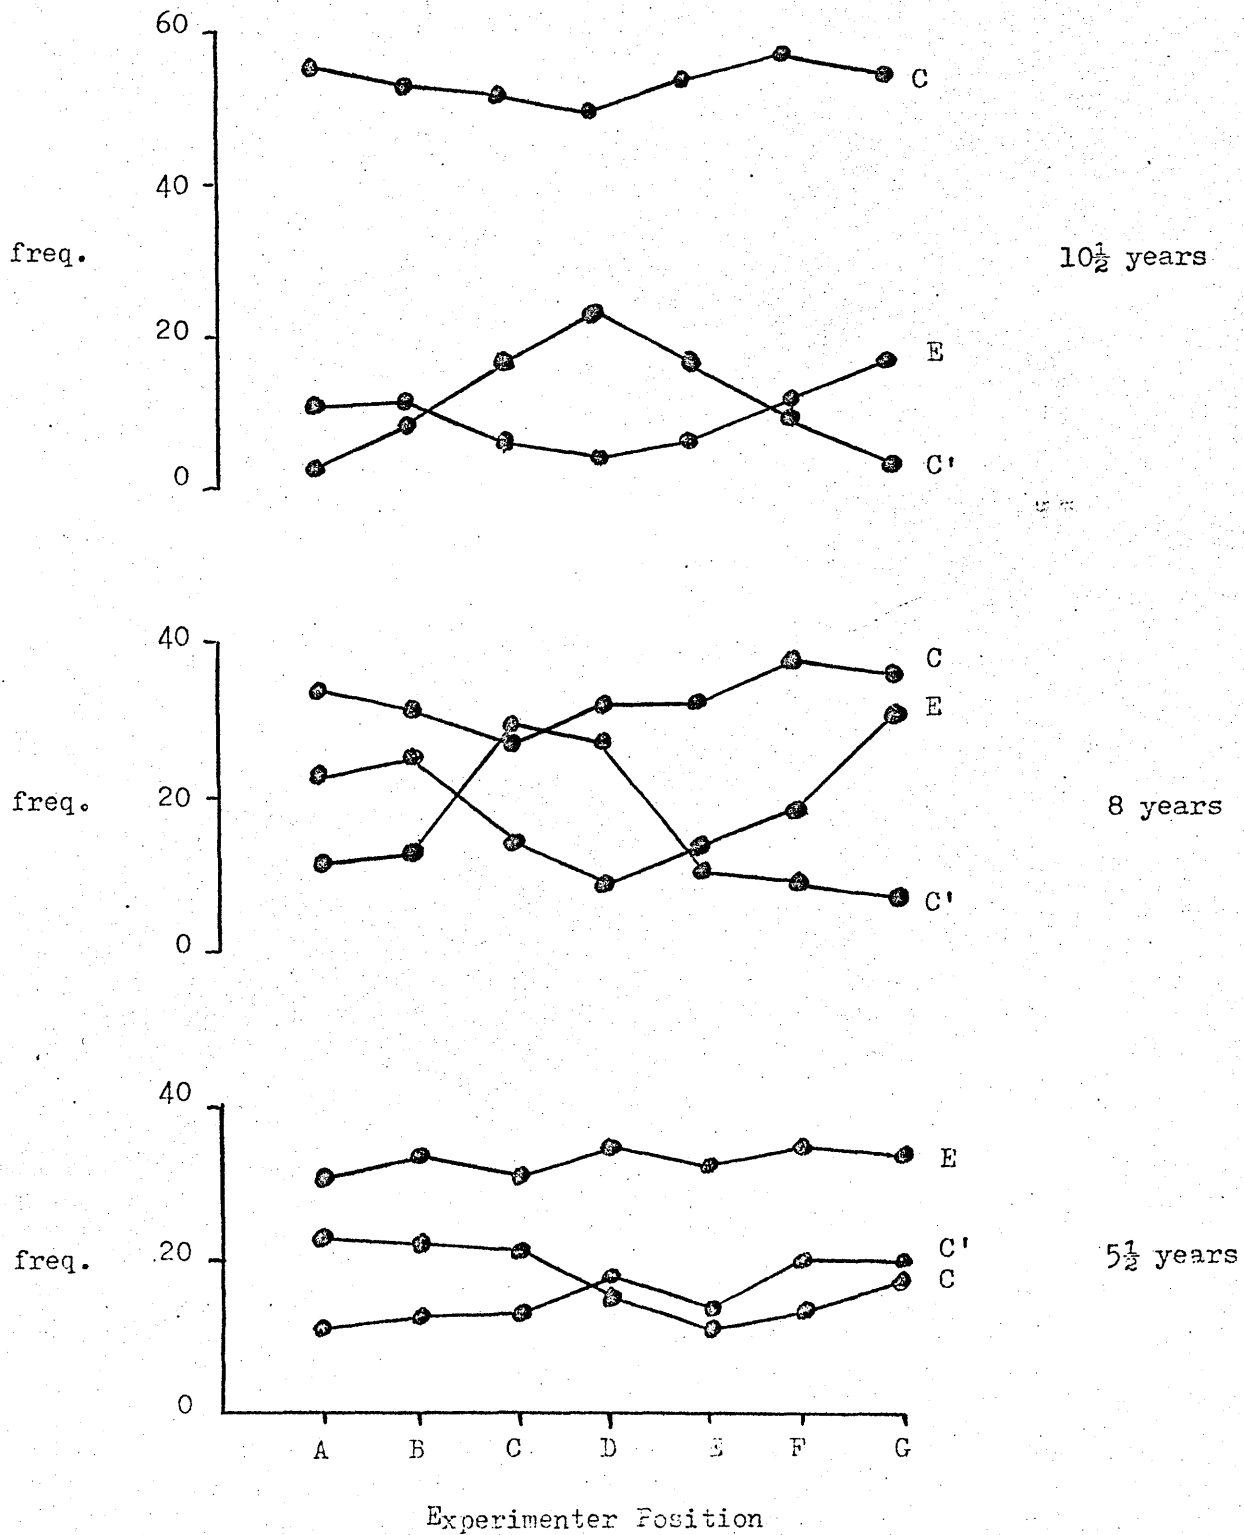 60
C
40
freq.
10½ years
20
E
0
C'
40
C
E
freq.
20
8 years
C'
0
40
E
freq.
20
C'
5½ years
C
0
A B C D E F G
Experimenter Position